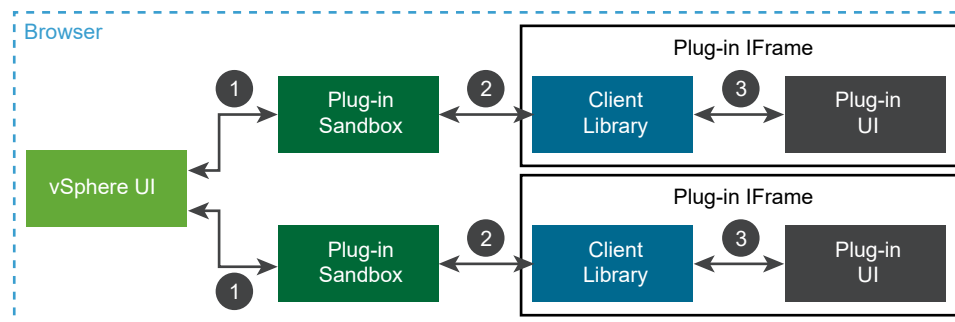 Browser
Plug-in IFrame
1
2
3
Plug-in
Sandbox
Client
Library
Plug-in
UI
vSphere UI
Plug-in IFrame
2
3
Plug-in
Sandbox
Client
Library
Plug-in
UI
1